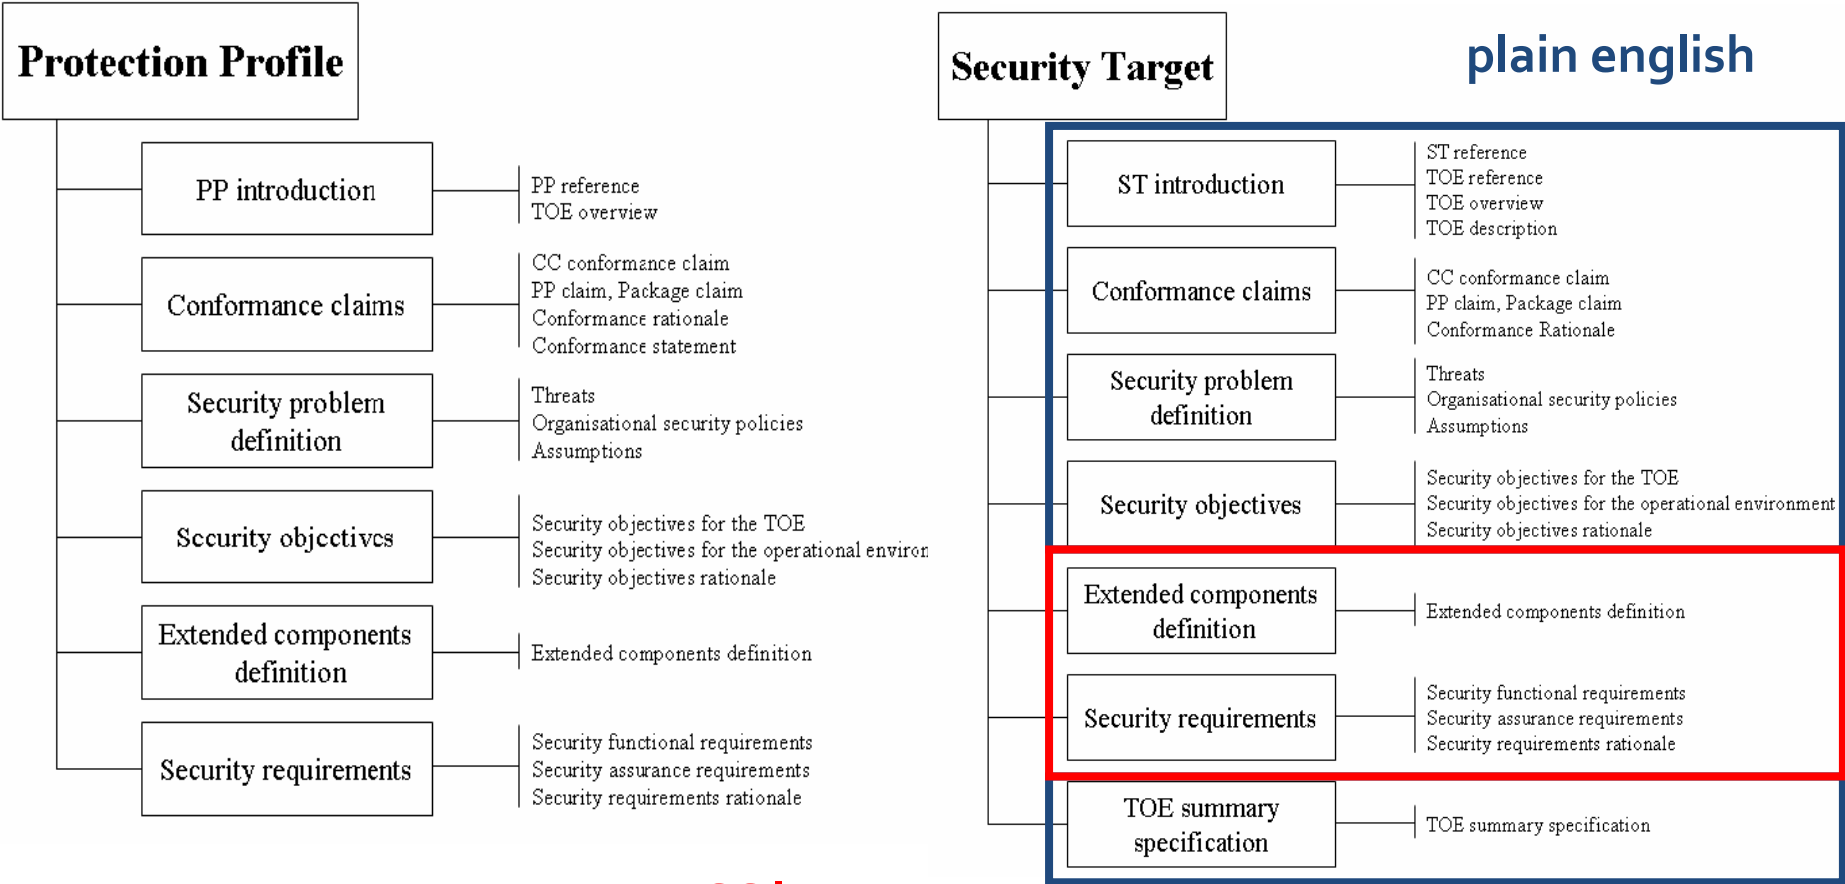 Protection Profile
PP introduction
PP reference
TOE overview
Conformance claims
CC conformance claim
PP claim, Package claim
Conformance rationale
Conformance statement
Security problem
definition
Threats
Organisational security policies
Assumptions
Security objectives
Security objectives for the TOE
Security objectives for the operational environ
Security objectives rationale
Extended components
definition
Extended components definition
Security requirements
Security functional requirements
Security assurance requirements
Security requirements rationale
Security Target
plain english
ST introduction
ST reference
TOE reference
TOE overview
TOE description
Conformance claims
CC conformance claim
PP claim, Package claim
Conformance Rationale
Security problem
definition
Threats
Organisational security policies
Assumptions
Security objectives
Security objectives for the TOE
Security objectives for the operational environment
Security objectives rationale
Extended components
definition
Extended components definition
Security requirements
Security functional requirements
Security assurance requirements
Security requirements rationale
TOE summary
specification
TOE summary specification